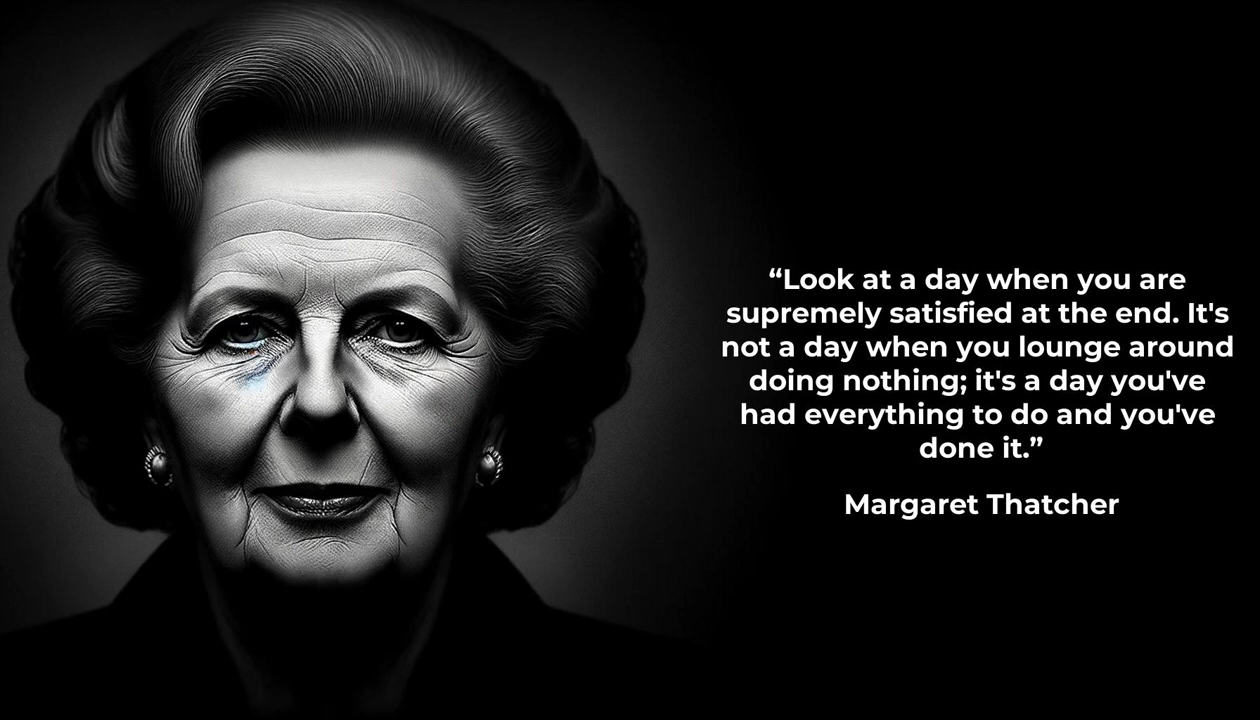 “Look at a day when you are
supremely satisfied at the end. It's
not a day when you lounge around
doing nothing; it's a day you've
had everything to do and you've
done it.”
Margaret Thatcher